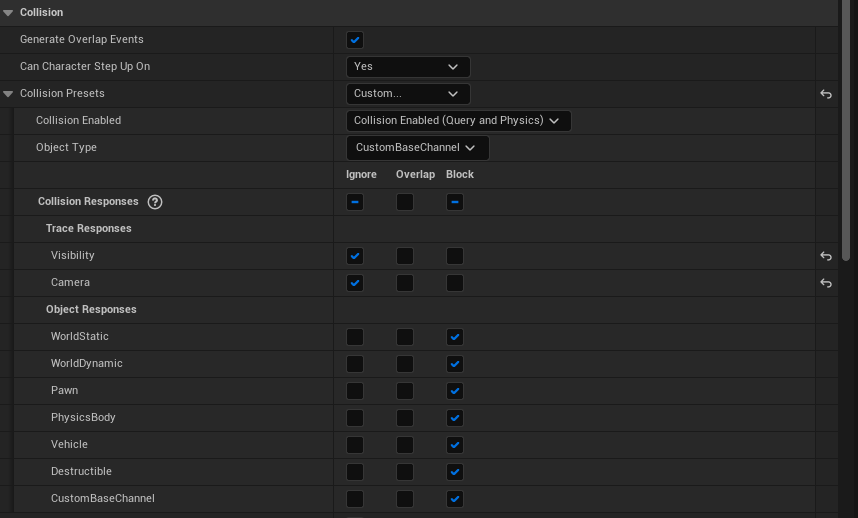 Collision
Generate Overlap Events
Can Character Step Up On Yes
Collision Presets Custom...
Collision Enabled Collision Enabled (Query and Physics)
Object Type CustomBaseChannel
Ignore Overlap Block
Collision Responses ?
Trace Responses
Visibility
Camera
Object Responses
WorldStatic
WorldDynamic
Pawn
PhysicsBody
Vehicle
Destructible
CustomBaseChannel